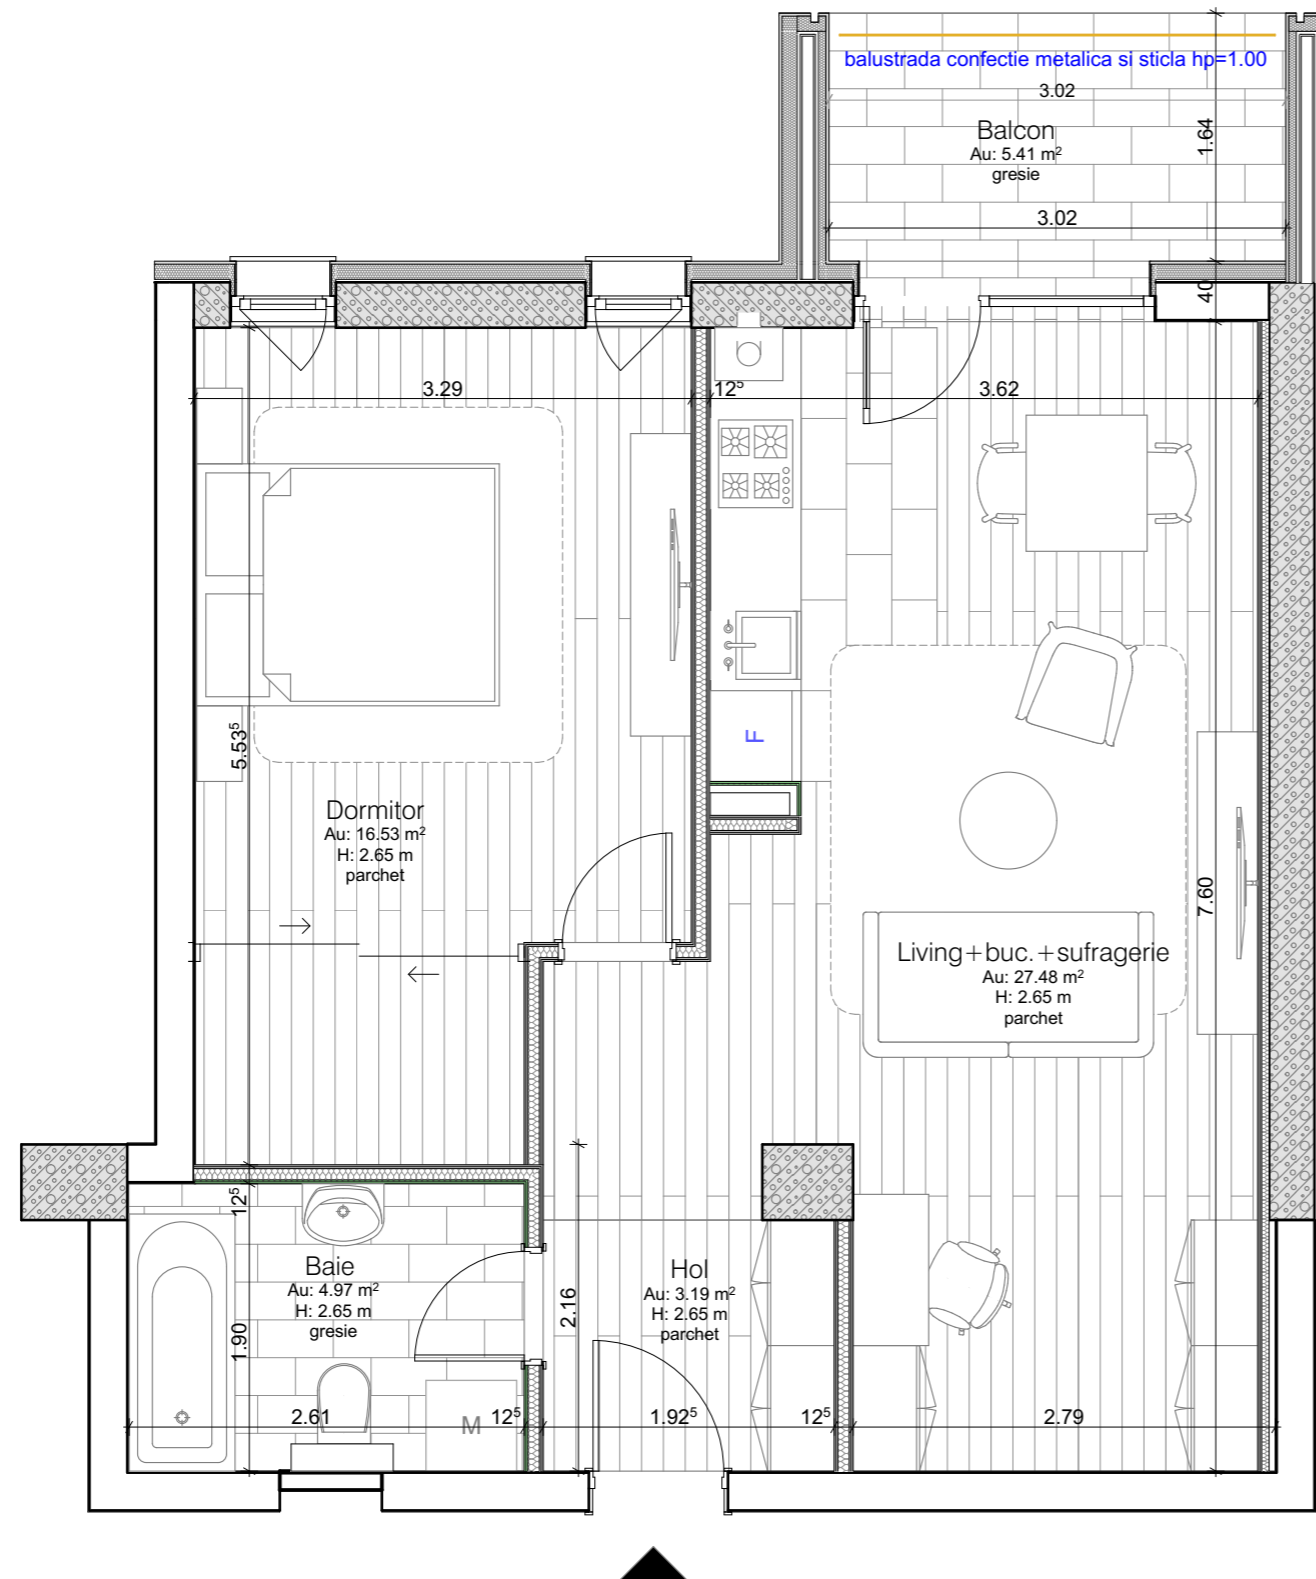 balustrada confectie metalica si sticla hp=1.00
3.02
Balcon
Au: 5.41 m²
gresie
1.64
3.02
40
3.29
12⁵
3.62
F
5.53⁵
Dormitor
Au: 16.53 m²
H: 2.65 m
parchet
7.60
Living+buc.+sufragerie
Au: 27.48 m²
H: 2.65 m
parchet
12⁵
Baie
Au: 4.97 m²
H: 2.65 m
gresie
1.90
2.16
Hol
Au: 3.19 m²
H: 2.65 m
parchet
2.61
M
12⁵
1.92⁵
12⁵
2.79